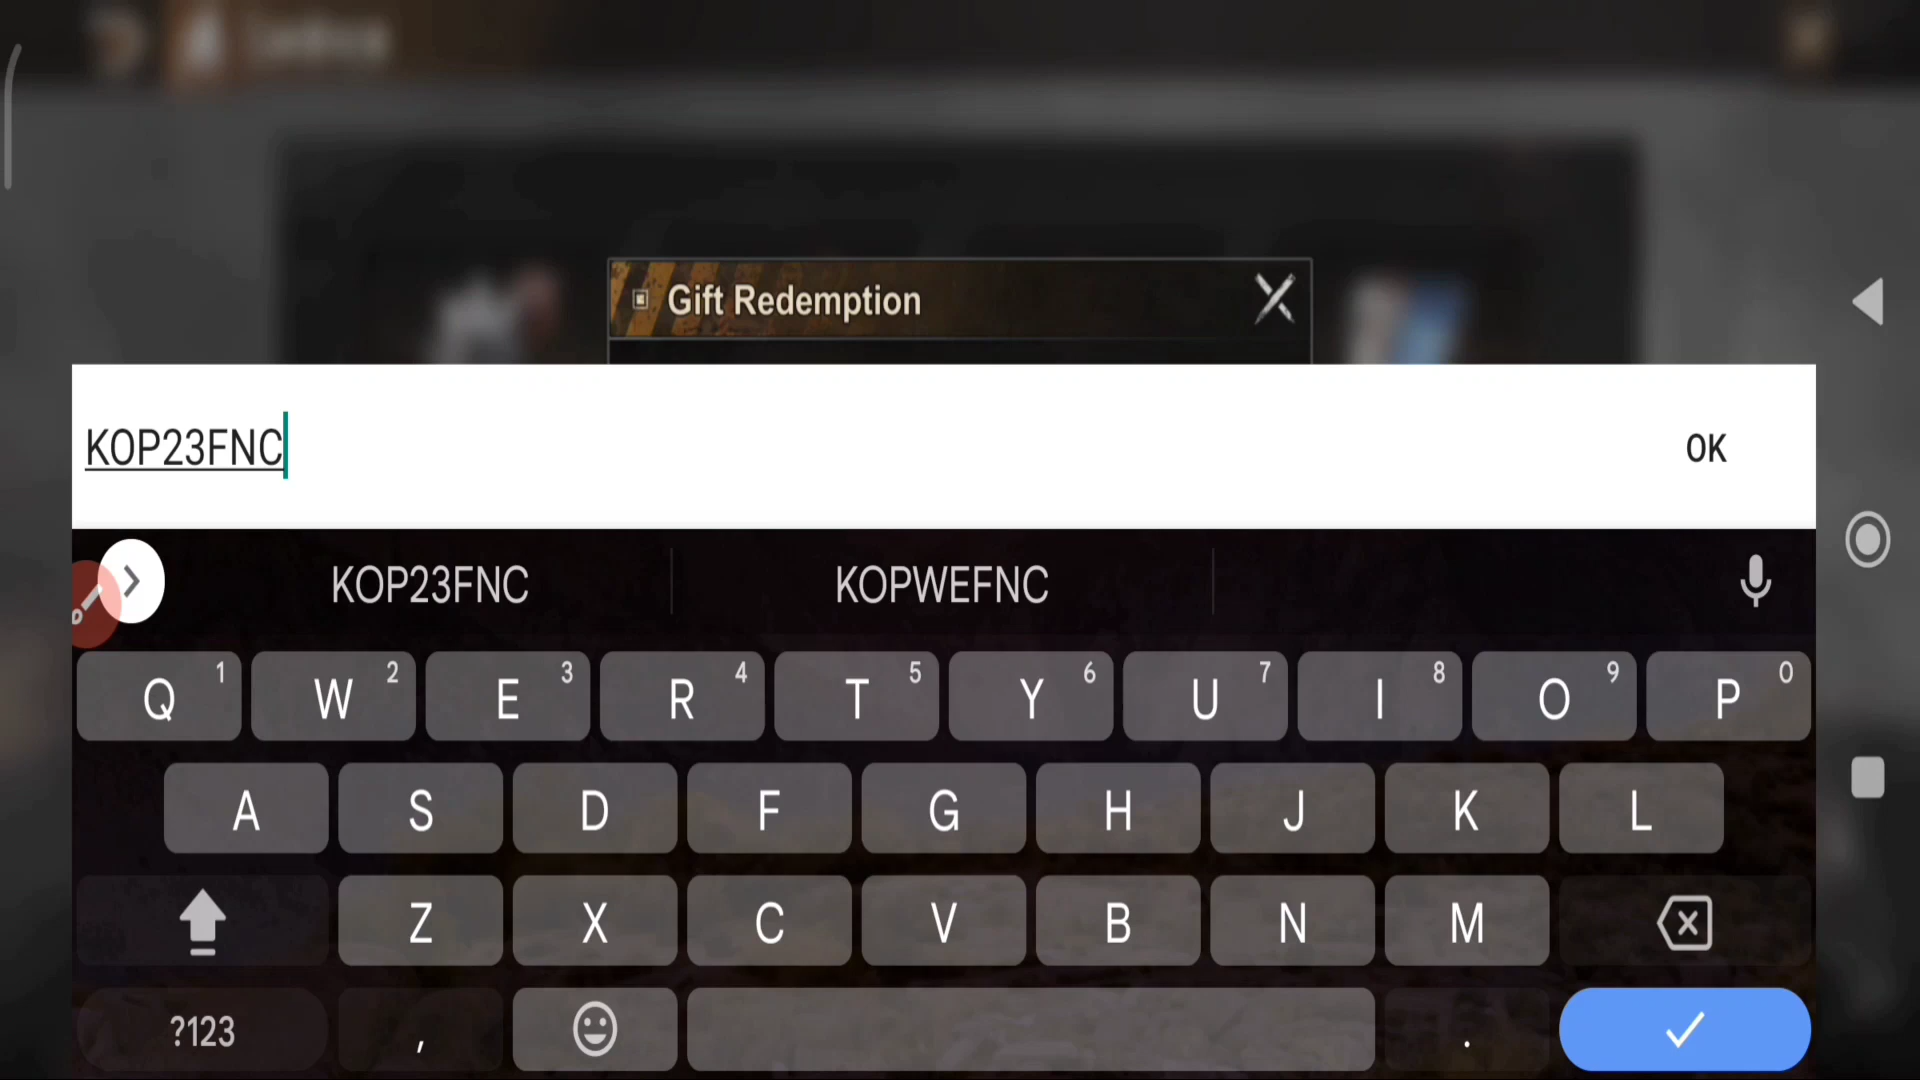 Gift Redemption
KOP23FNC
OK
KOP23FNC KOPWEFNC
Q 1 W 2 E 3 R 4 T 5 Y 6 U 7 I 8 O 9 P 0
A S D F G H J K L
Z X C V B N M
?123 , .